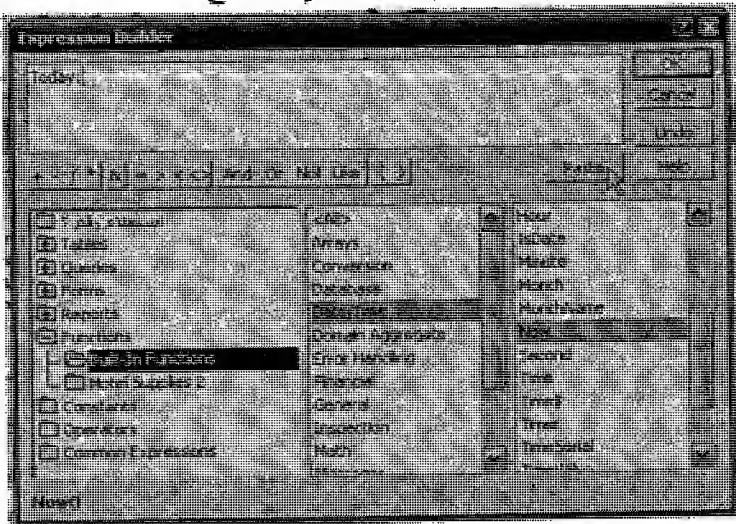 Expression Builder
Today:
OK
Cancel
Undo
+ - / * & = > < <> And Or Not Like ( )
Paste
Help
Tables
Queries
Forms
Reports
Functions
Built-In Functions
Constants
Operators
Common Expressions
<All>
Arrays
Conversion
Database
Date/Time
Domain Aggregate
Error Handling
Financial
General
Inspection
Math
Messages
Hour
IsDate
Minute
Month
MonthName
Now
Second
Time
Time$
Timer
TimeSerial
Now()